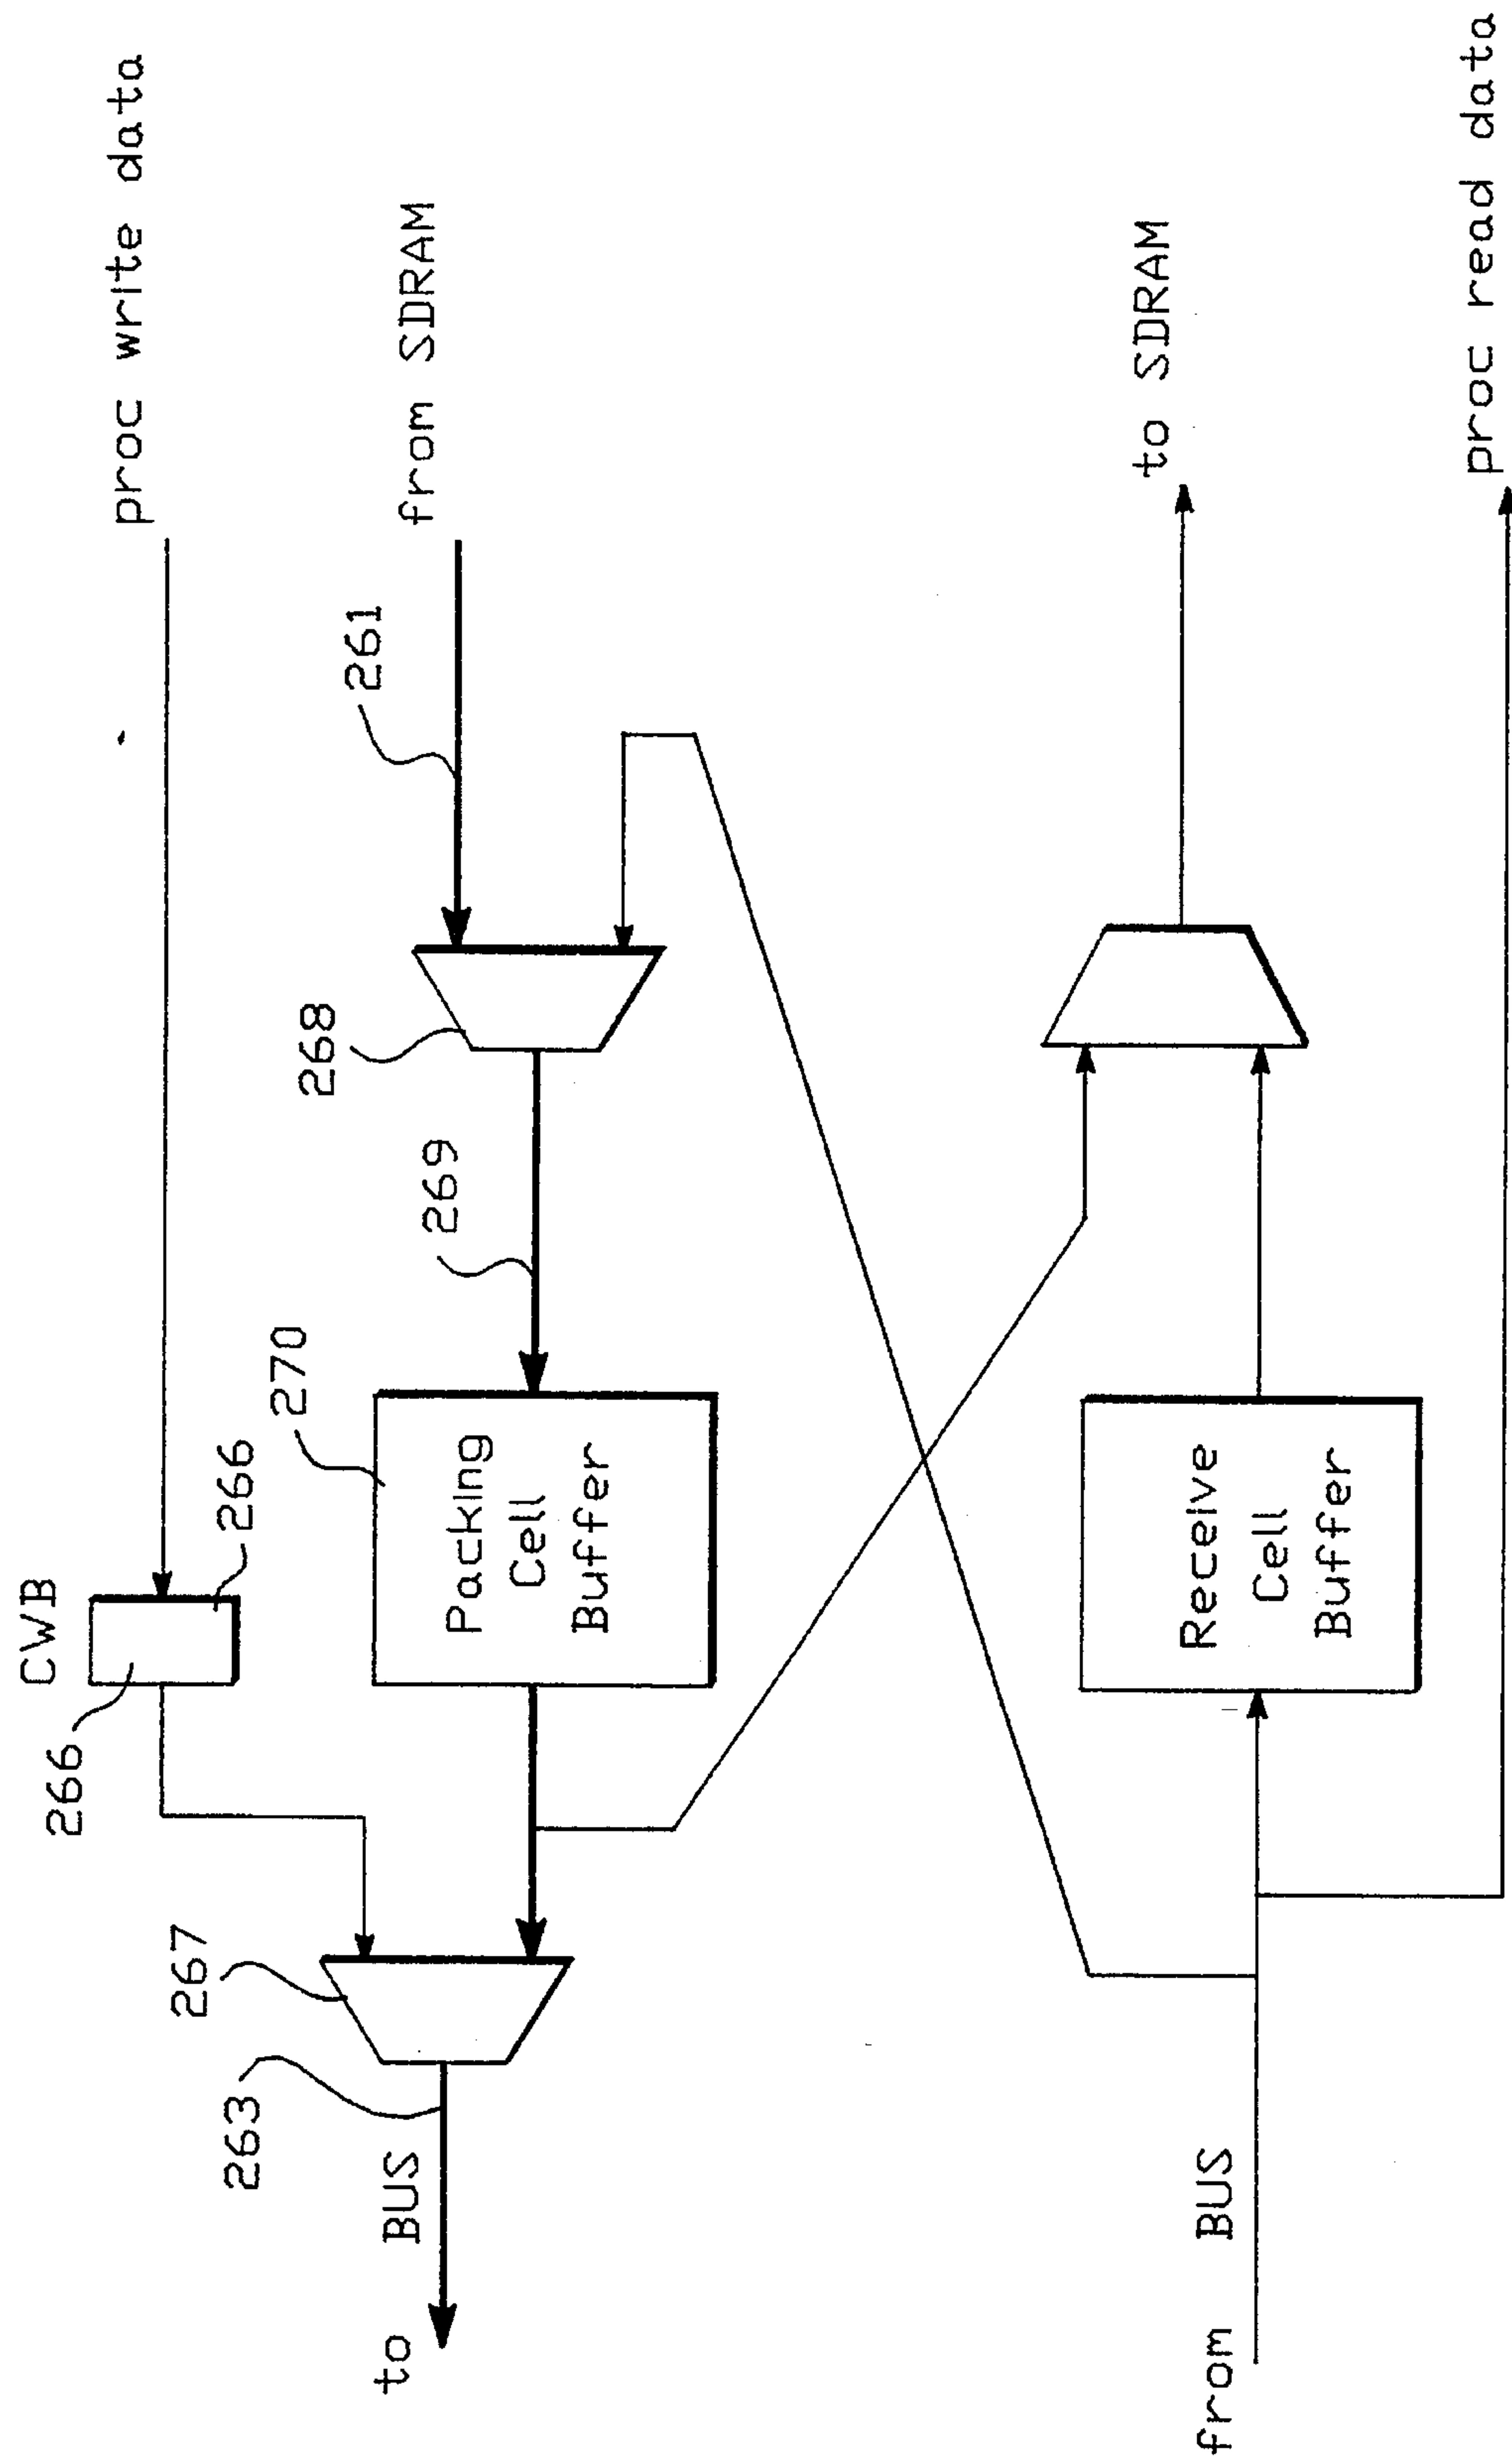 proc write data
CWB
266
266
from SDRAM
261
268
269
270
Packing
Cell
Buffer
267
263
to BUS
to SDRAM
Receive
Cell
Buffer
from BUS
proc read data